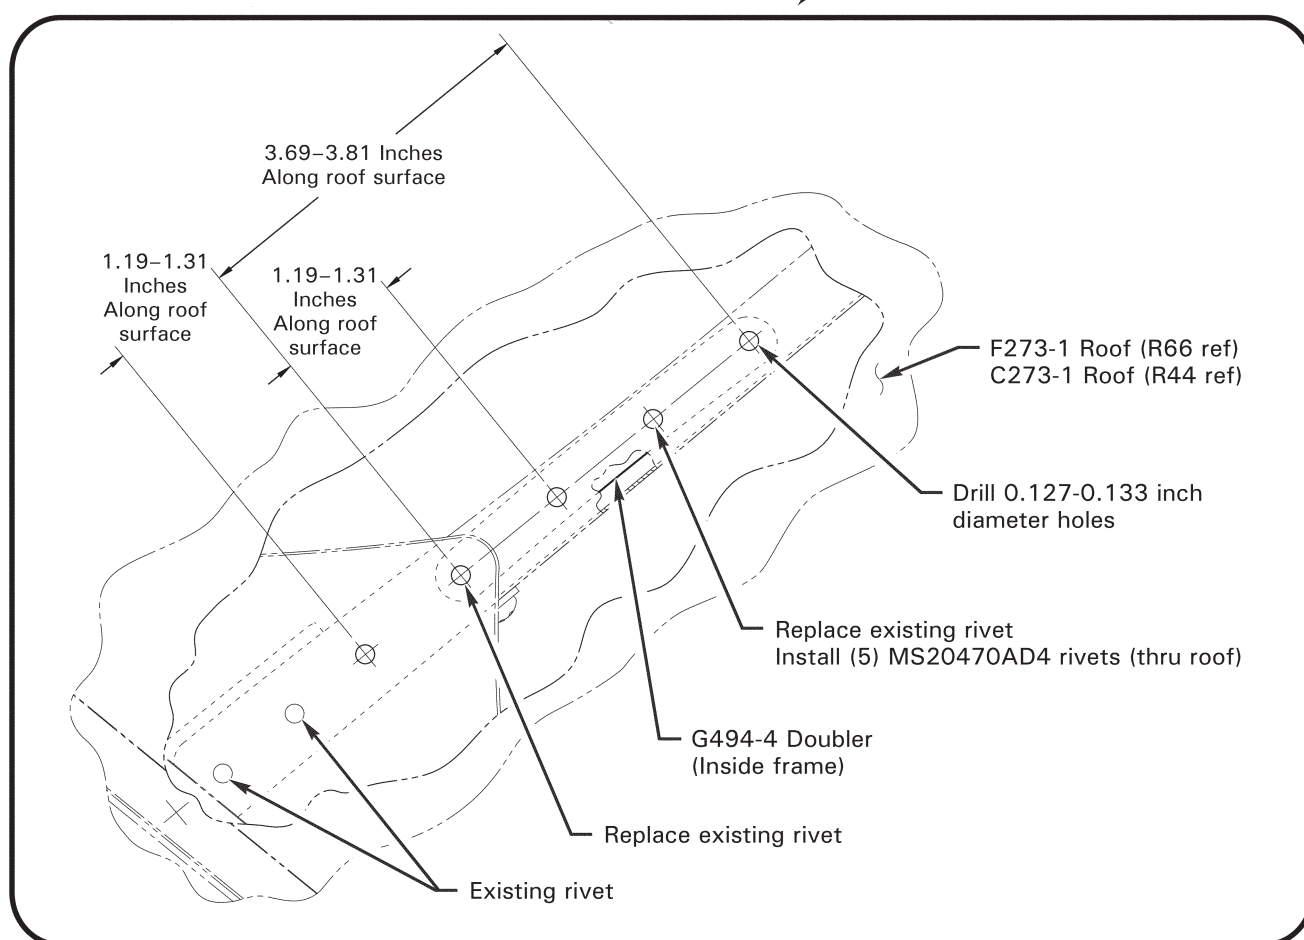 3.69–3.81 Inches
Along roof surface
1.19–1.31
Inches
Along roof
surface
1.19–1.31
Inches
Along roof
surface
F273-1 Roof (R66 ref)
C273-1 Roof (R44 ref)
Drill 0.127-0.133 inch
diameter holes
Replace existing rivet
Install (5) MS20470AD4 rivets (thru roof)
G494-4 Doubler
(Inside frame)
Replace existing rivet
Existing rivet